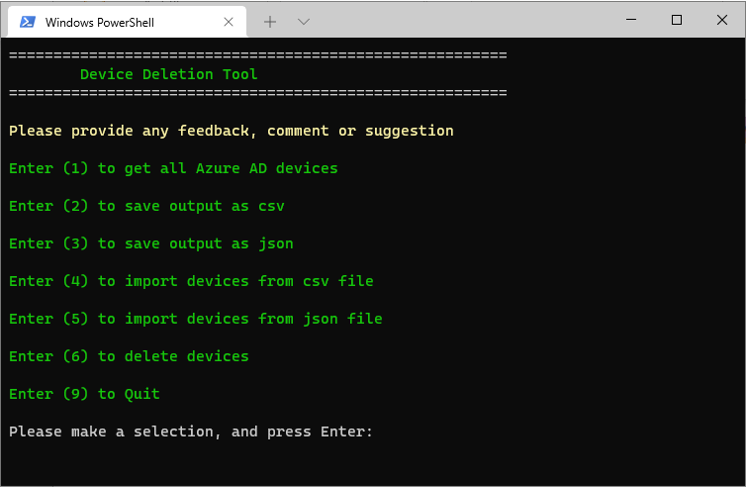 Windows PowerShell
========================================================
Device Deletion Tool
========================================================
Please provide any feedback, comment or suggestion
Enter (1) to get all Azure AD devices
Enter (2) to save output as csv
Enter (3) to save output as json
Enter (4) to import devices from csv file
Enter (5) to import devices from json file
Enter (6) to delete devices
Enter (9) to Quit
Please make a selection, and press Enter: